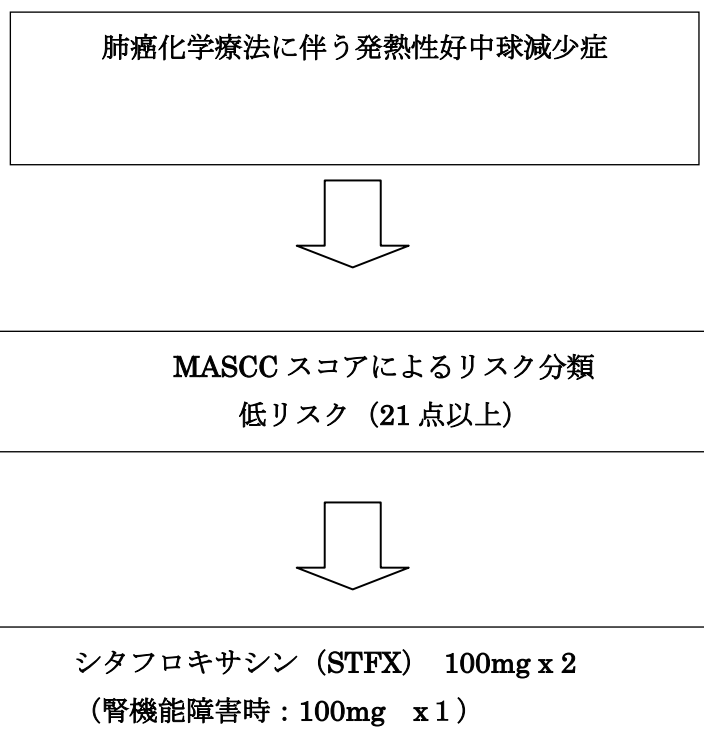 肺癌化学療法に伴う発熱性好中球減少症
MASCC スコアによるリスク分類
低リスク（21 点以上）
シタフロキサシン（STFX） 100mg x 2
（腎機能障害時：100mg x 1 ）